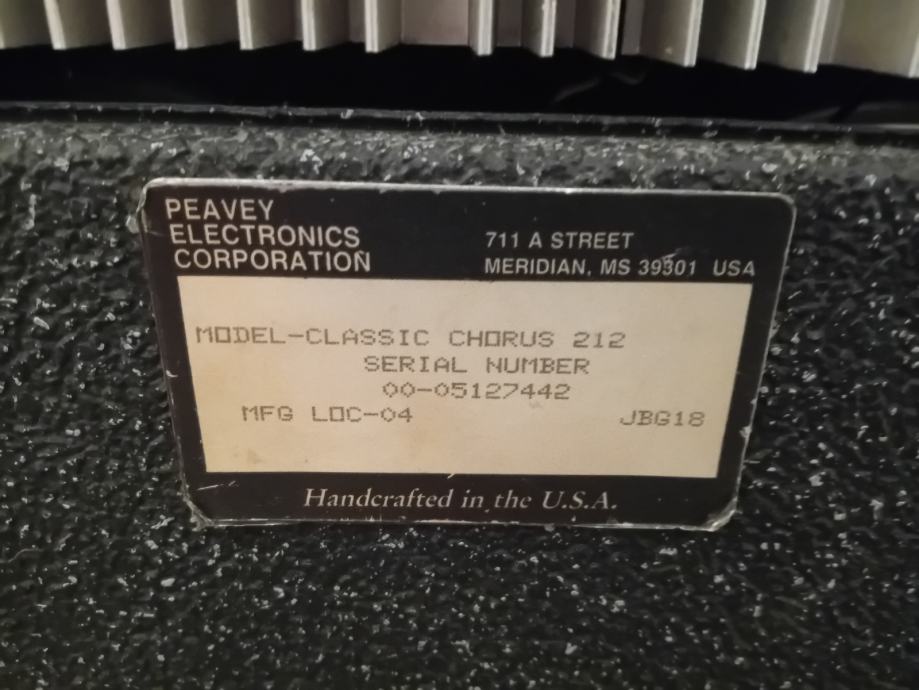 PEAVEY
ELECTRONICS
CORPORATION
711 A STREET
MERIDIAN, MS 39301 USA
MODEL-CLASSIC CHORUS 212
SERIAL NUMBER
00-05127442
MFG LOC-04 JBG18
Handcrafted in the U.S.A.